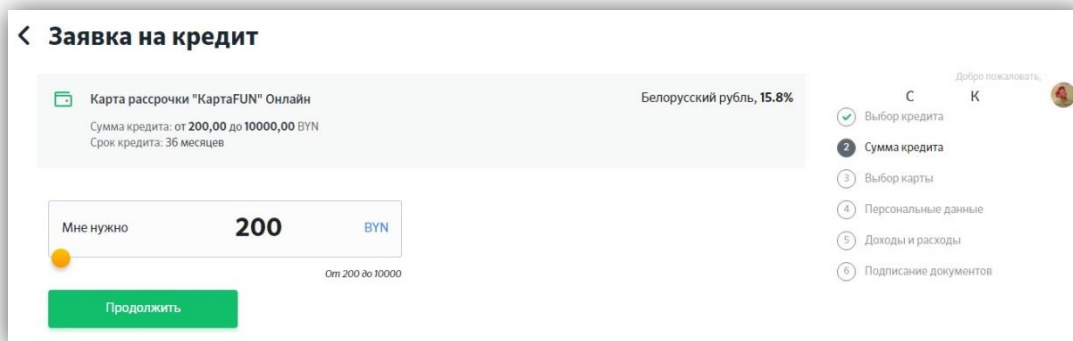 Заявка на кредит
Карта рассрочки "КартаFUN" Онлайн
Белорусский рубль, 15.8%
Сумма кредита: от 200,00 до 10000,00 BYN
Срок кредита: 36 месяцев
Мне нужно 200 BYN
От 200 до 10000
Продолжить
Добро пожаловать,
С К
Выбор кредита
2 Сумма кредита
3 Выбор карты
4 Персональные данные
5 Доходы и расходы
6 Подписание документов